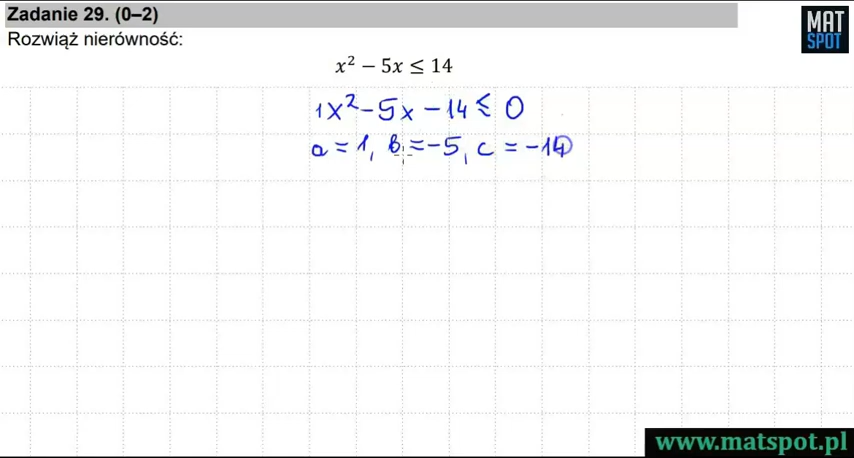 Zadanie 29. (0–2)
MAT
SPOT
Rozwiąż nierówność:
x² − 5x ≤ 14
1x² − 5x − 14 ≤ 0
a = 1, b = −5, c = −14
www.matspot.pl